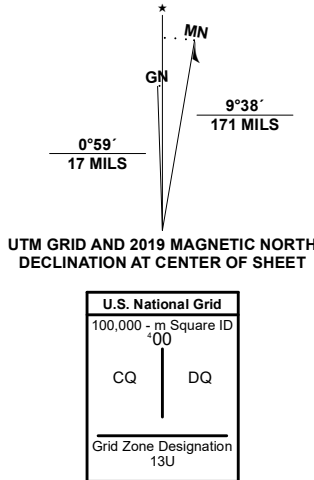 ★
MN
GN
9°38´
171 MILS
0°59´
17 MILS
UTM GRID AND 2019 MAGNETIC NORTH
DECLINATION AT CENTER OF SHEET
U.S. National Grid
100,000 - m Square ID
⁴00
CQ DQ
Grid Zone Designation
13U